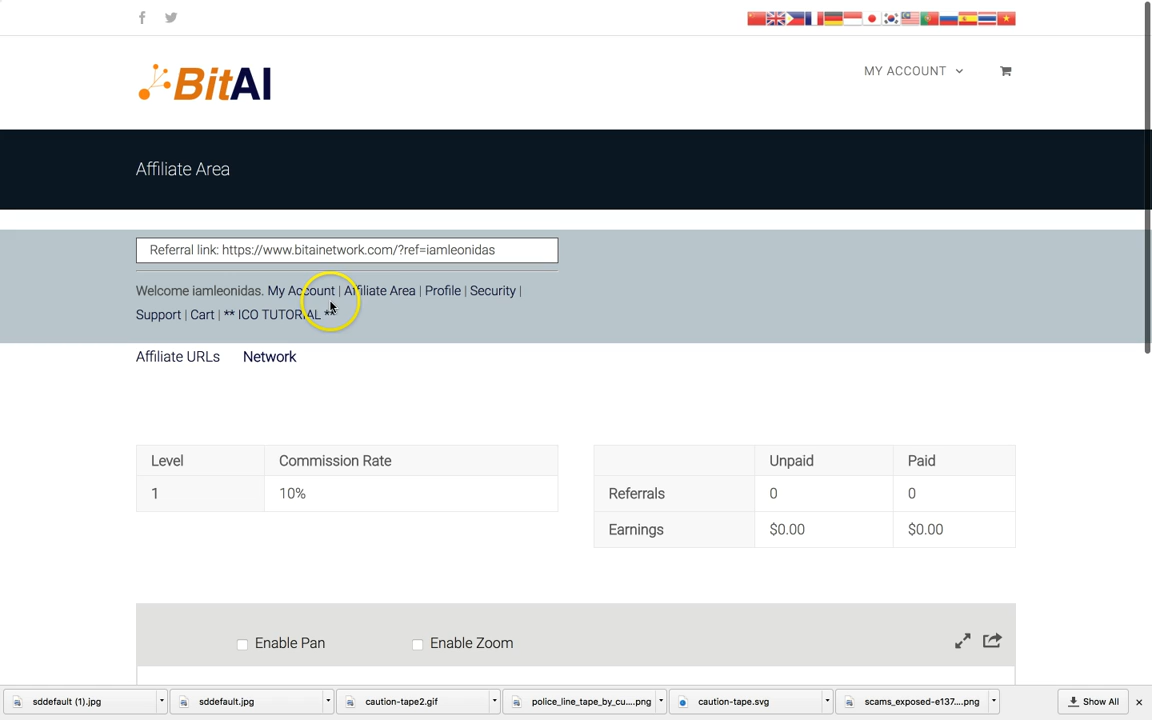 BitAI
MY ACCOUNT
Affiliate Area
Referral link: https://www.bitainetwork.com/?ref=iamleonidas
Welcome iamleonidas. My Account | Affiliate Area | Profile | Security |
Support | Cart | ** ICO TUTORIAL **
Affiliate URLs Network
Level Commission Rate
1 10%
Unpaid Paid
Referrals 0 0
Earnings $0.00 $0.00
Enable Pan Enable Zoom
sddefault (1).jpg sddefault.jpg caution-tape2.gif police_line_tape_by_cu....png caution-tape.svg scams_exposed-e137....png Show All